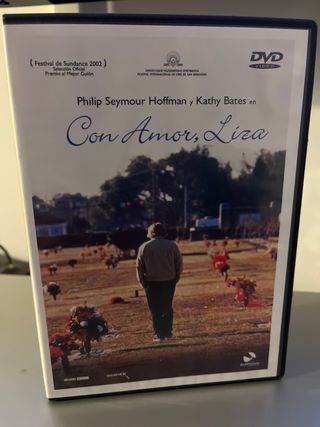 Festival de Sundance 2002
Selección Oficial
Premio al Mejor Guión
DVD
VIDEO
Philip Seymour Hoffman y Kathy Bates en
Con Amor, Liza